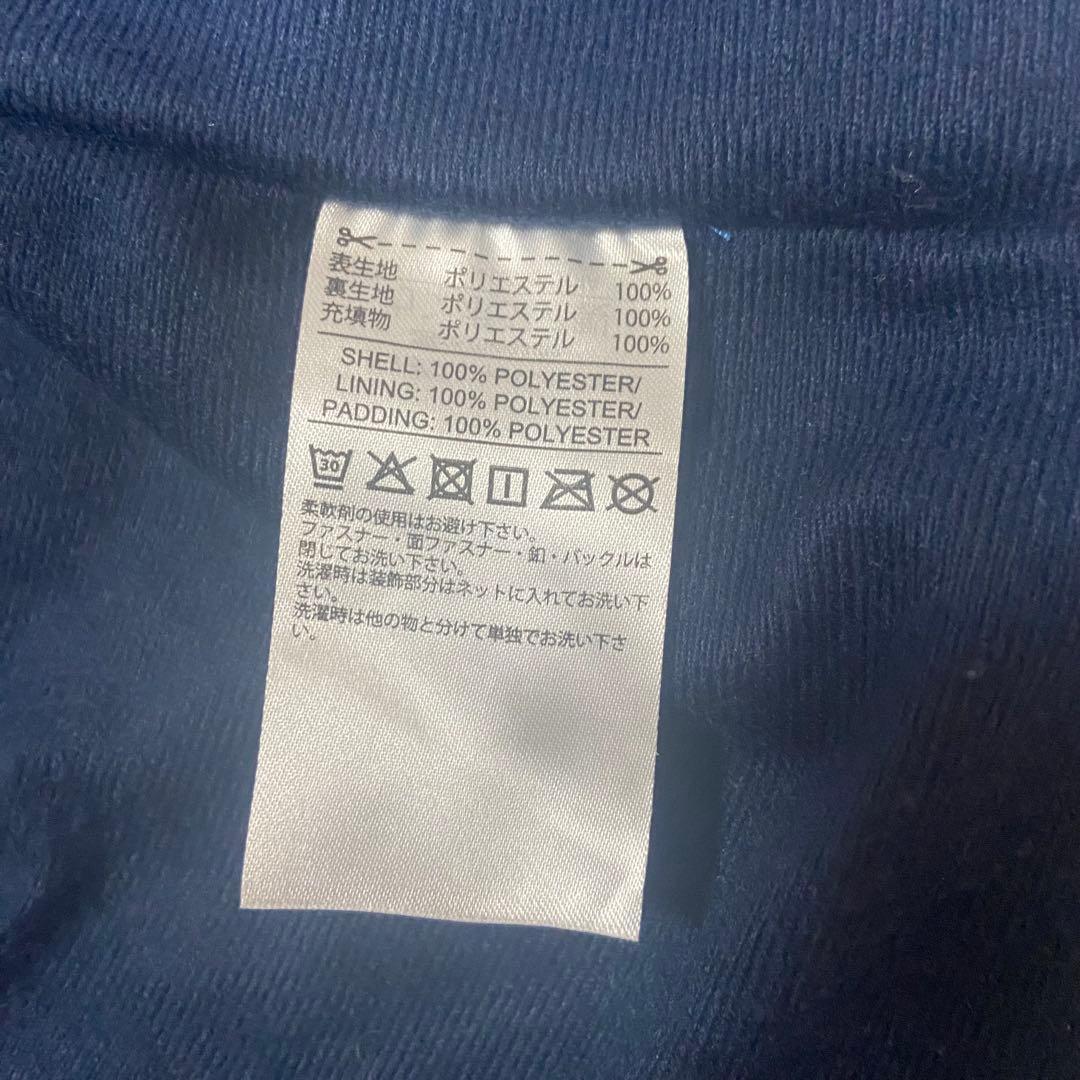 表生地 ポリエステル 100%
裏生地 ポリエステル 100%
充填物 ポリエステル 100%
SHELL: 100% POLYESTER/
LINING: 100% POLYESTER/
PADDING: 100% POLYESTER
30
柔軟剤の使用はお避け下さい。
ファスナー・面ファスナー・釦・バックルは
閉じてお洗い下さい。
洗濯時は装飾部分はネットに入れてお洗い下
さい。
洗濯時は他の物と分けて単独でお洗い下さ
い。